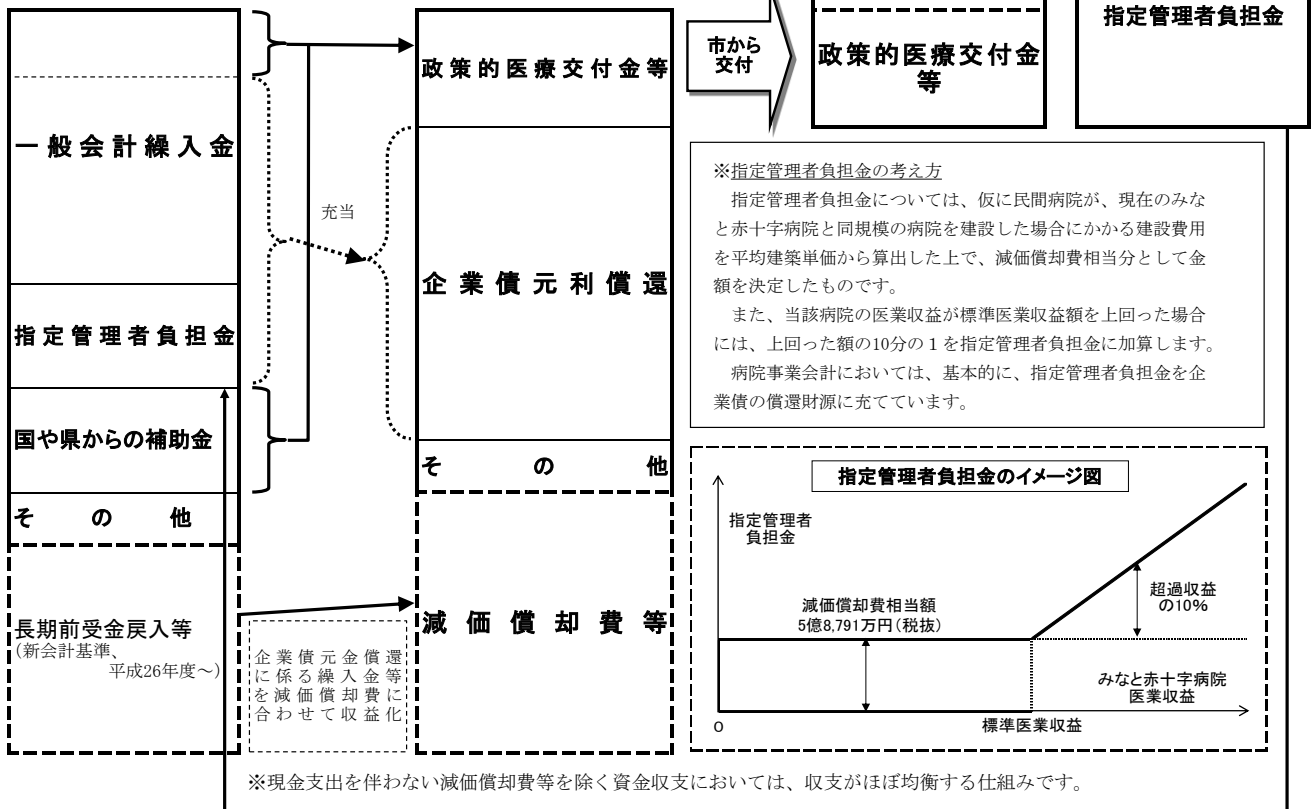 一般会計繰入金
指定管理者負担金
国や県からの補助金
その他
長期前受金戻入等
(新会計基準、
平成26年度～)
充当
企業債元金償還
に係る繰入金等
を減価償却費に
合わせて収益化
政策的医療交付金等
企業債元利償還
その他
減価償却費等
市から
交付
政策的医療交付金
等
指定管理者負担金
※指定管理者負担金の考え方
指定管理者負担金については、仮に民間病院が、現在のみな
と赤十字病院と同規模の病院を建設した場合にかかる建設費用
を平均建築単価から算出した上で、減価償却費相当分として金
額を決定したものです。
また、当該病院の医業収益が標準医業収益額を上回った場合
には、上回った額の10分の１を指定管理者負担金に加算します。
病院事業会計においては、基本的に、指定管理者負担金を企
業債の償還財源に充てています。
指定管理者負担金のイメージ図
指定管理者
負担金
減価償却費相当額
5億8,791万円(税抜)
超過収益
の10%
みなと赤十字病院
医業収益
0
標準医業収益
※現金支出を伴わない減価償却費等を除く資金収支においては、収支がほぼ均衡する仕組みです。